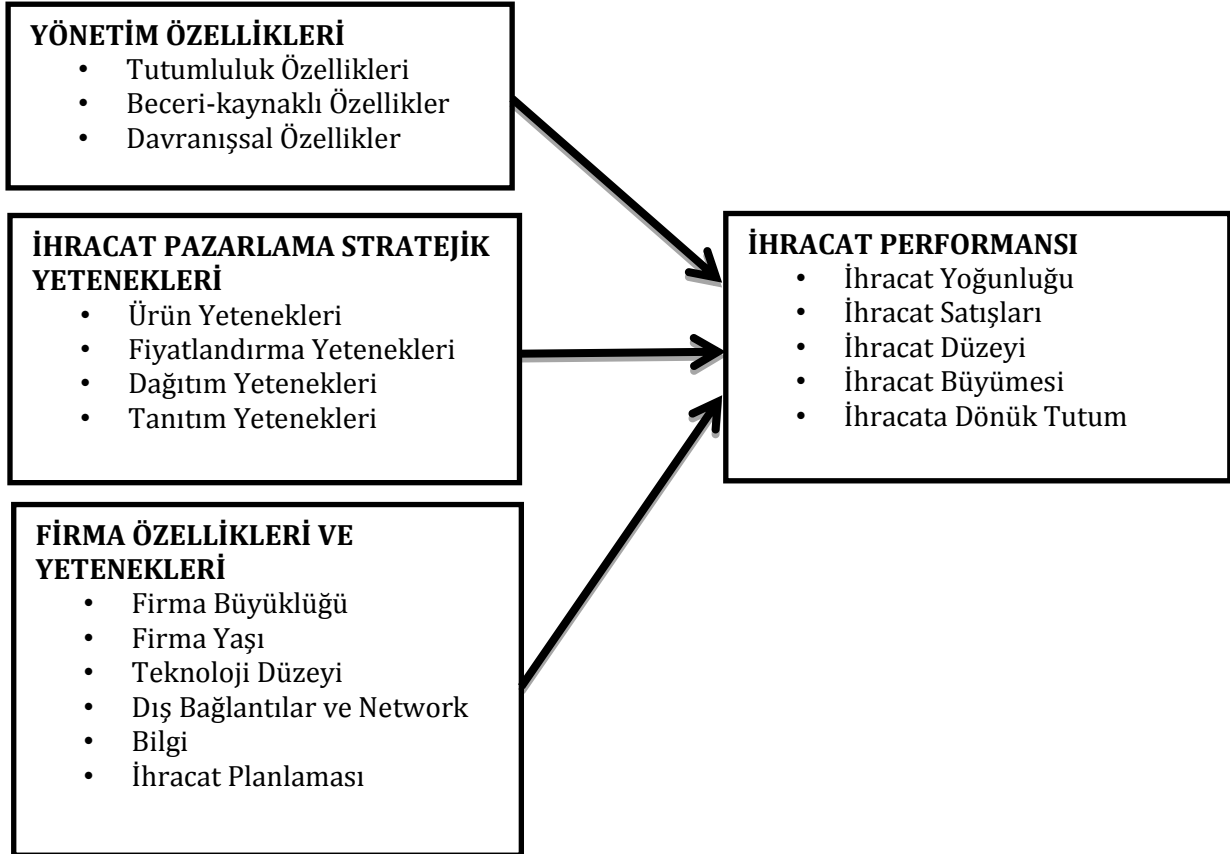 YÖNETİM ÖZELLİKLERİ
• Tutumluluk Özellikleri
• Beceri-kaynaklı Özellikler
• Davranışsal Özellikler
İHRACAT PAZARLAMA STRATEJİK
YETENEKLERİ
• Ürün Yetenekleri
• Fiyatlandırma Yetenekleri
• Dağıtım Yetenekleri
• Tanıtım Yetenekleri
FİRMA ÖZELLİKLERİ VE
YETENEKLERİ
• Firma Büyüklüğü
• Firma Yaşı
• Teknoloji Düzeyi
• Dış Bağlantılar ve Network
• Bilgi
• İhracat Planlaması
İHRACAT PERFORMANSI
• İhracat Yoğunluğu
• İhracat Satışları
• İhracat Düzeyi
• İhracat Büyümesi
• İhracata Dönük Tutum